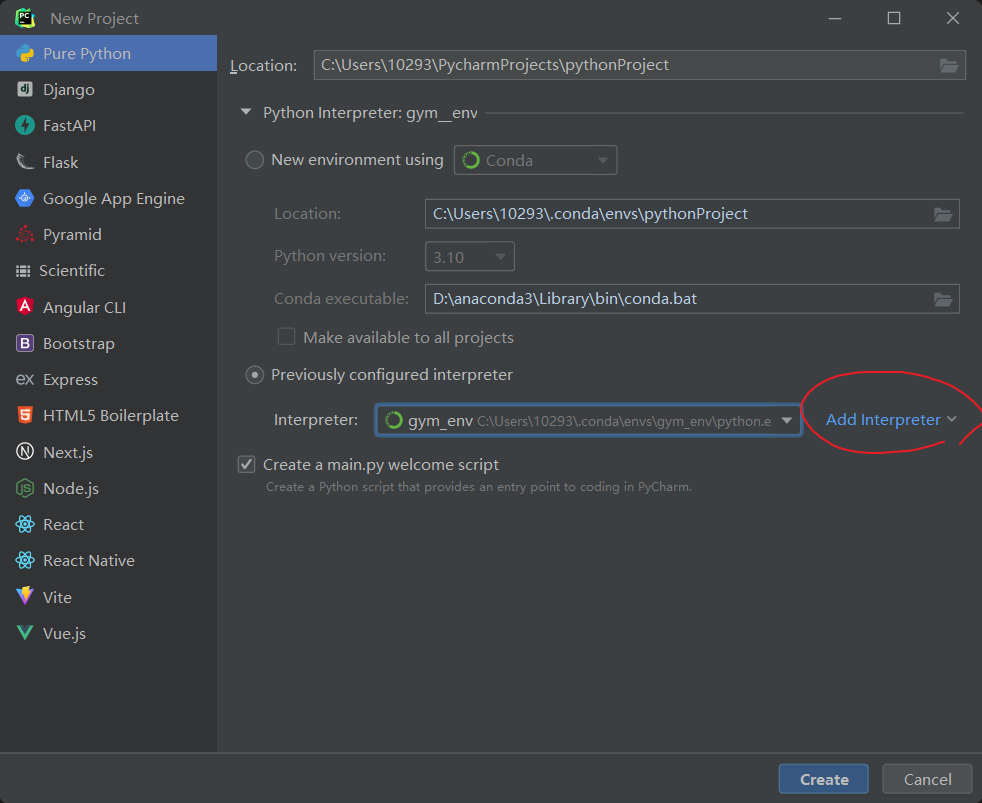 New Project
Pure Python
Django
FastAPI
Flask
Google App Engine
Pyramid
Scientific
Angular CLI
Bootstrap
Express
HTML5 Boilerplate
Next.js
Node.js
React
React Native
Vite
Vue.js
Location: C:\Users\10293\PycharmProjects\pythonProject
Python Interpreter: gym__env
New environment using Conda
Location: C:\Users\10293\.conda\envs\pythonProject
Python version: 3.10
Conda executable: D:\anaconda3\Library\bin\conda.bat
Make available to all projects
Previously configured interpreter
Interpreter: gym_env C:\Users\10293\.conda\envs\gym_env\python.e Add Interpreter
Create a main.py welcome script
Create a Python script that provides an entry point to coding in PyCharm.
Create Cancel